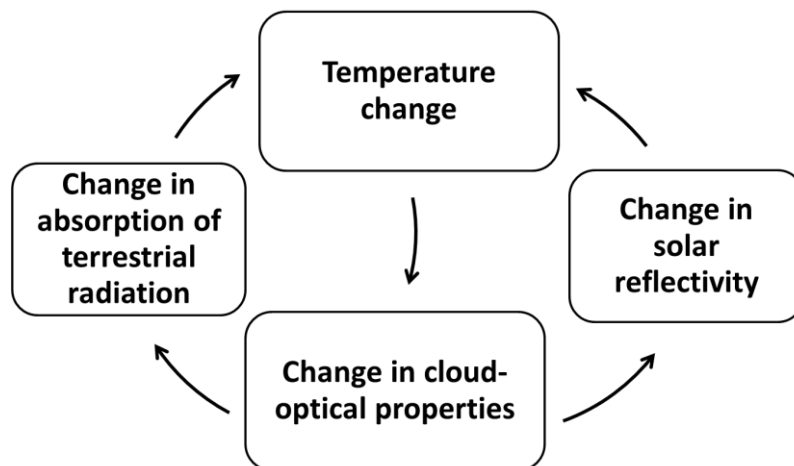 Temperature
change
Change in
absorption of
terrestrial
radiation
Change in
solar
reflectivity
Change in cloud-
optical properties